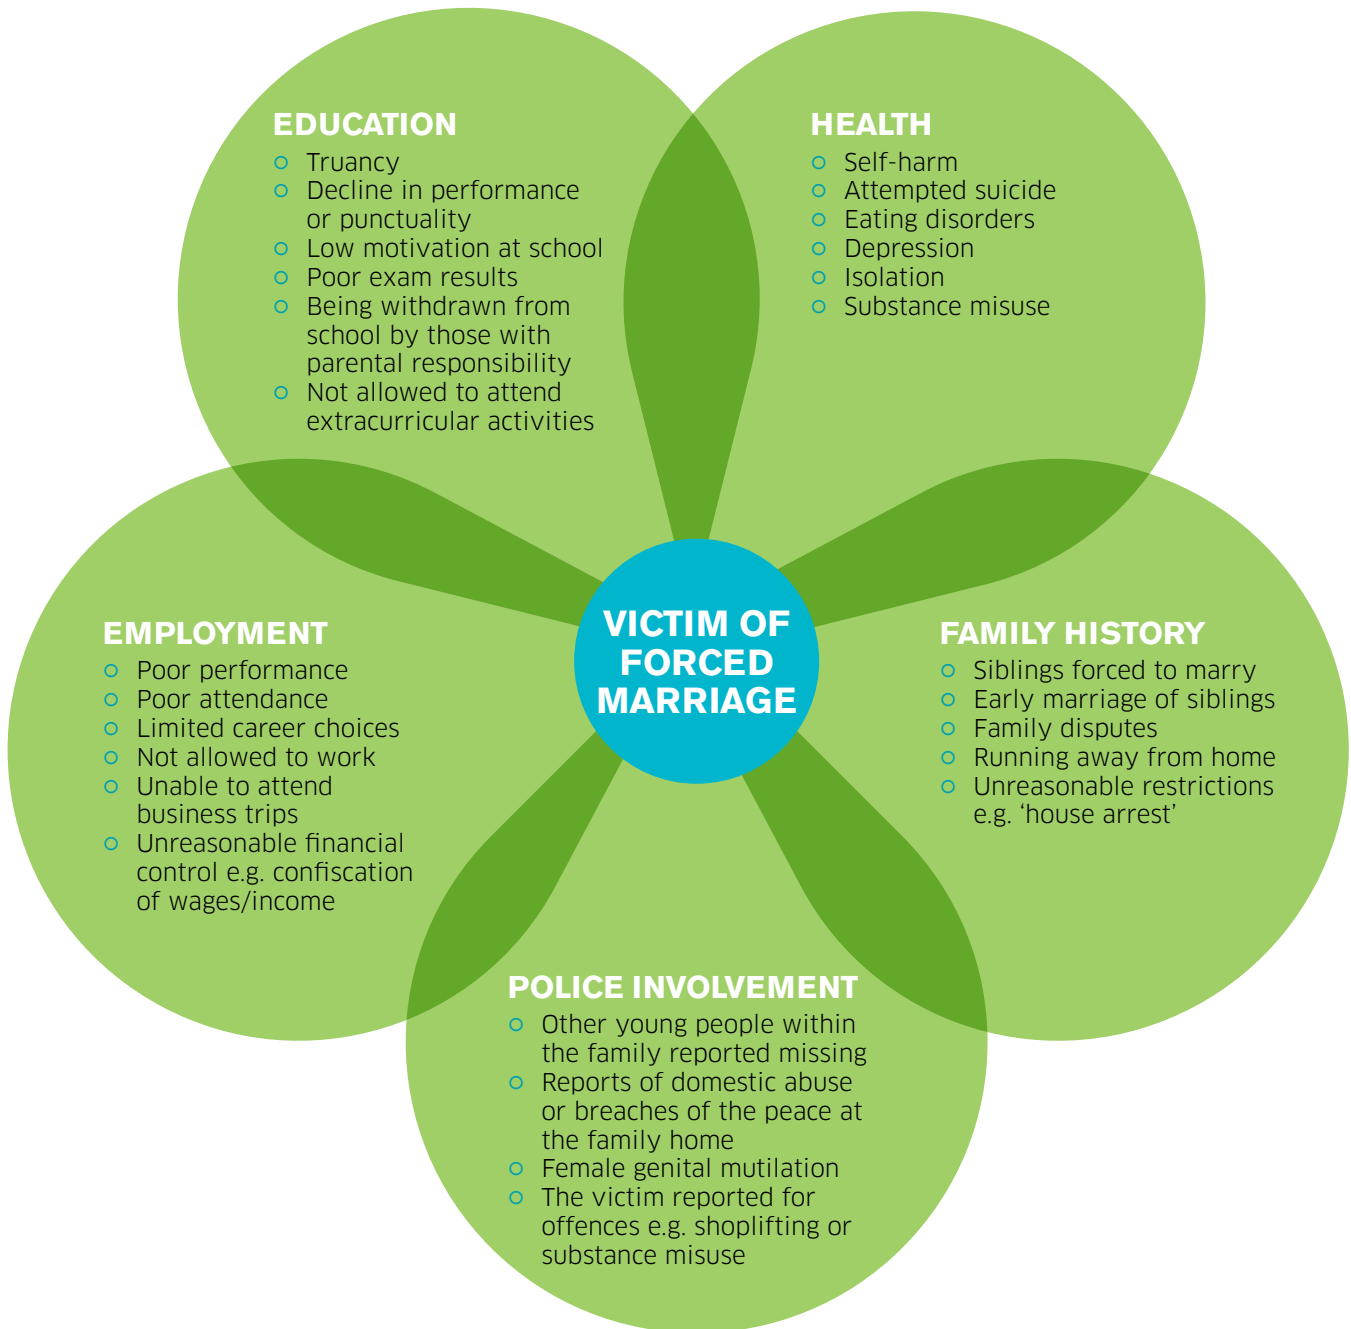 EDUCATION
Truancy
Decline in performance
or punctuality
Low motivation at school
Poor exam results
Being withdrawn from
school by those with
parental responsibility
Not allowed to attend
extracurricular activities
HEALTH
Self-harm
Attempted suicide
Eating disorders
Depression
Isolation
Substance misuse
VICTIM OF
FORCED
MARRIAGE
EMPLOYMENT
Poor performance
Poor attendance
Limited career choices
Not allowed to work
Unable to attend
business trips
Unreasonable financial
control e.g. confiscation
of wages/income
FAMILY HISTORY
Siblings forced to marry
Early marriage of siblings
Family disputes
Running away from home
Unreasonable restrictions
e.g. ‘house arrest’
POLICE INVOLVEMENT
Other young people within
the family reported missing
Reports of domestic abuse
or breaches of the peace at
the family home
Female genital mutilation
The victim reported for
offences e.g. shoplifting or
substance misuse